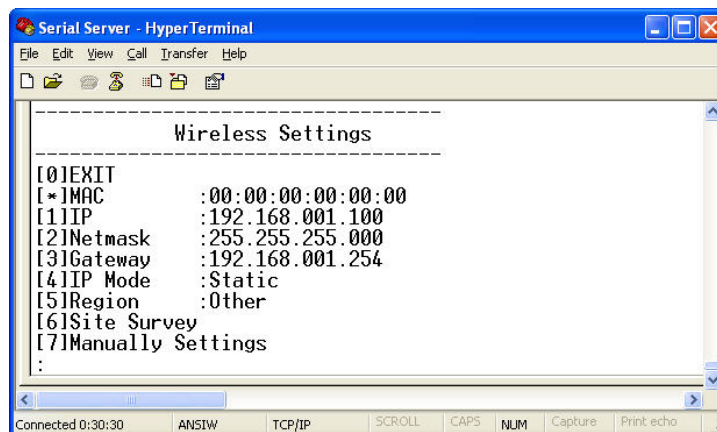 Serial Server - HyperTerminal
File Edit View Call Transfer Help
------------------------------------
Wireless Settings
------------------------------------
[0]EXIT
[*]MAC :00:00:00:00:00:00
[1]IP :192.168.001.100
[2]Netmask :255.255.255.000
[3]Gateway :192.168.001.254
[4]IP Mode :Static
[5]Region :Other
[6]Site Survey
[7]Manually Settings
:
Connected 0:30:30 ANSIW TCP/IP SCROLL CAPS NUM Capture Print echo